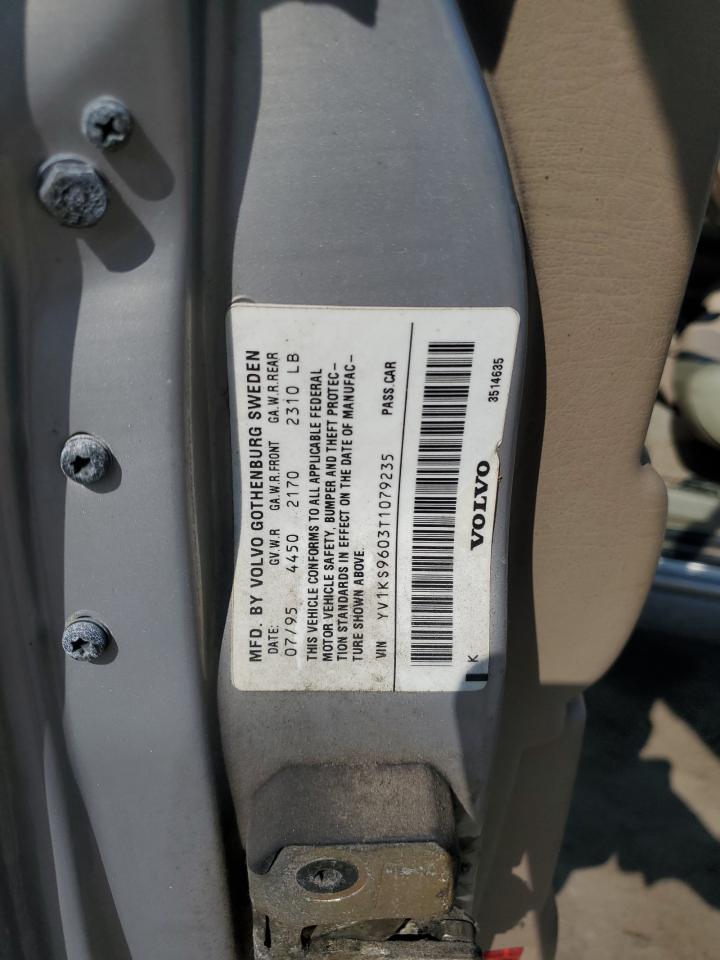 MFD. BY VOLVO GOTHENBURG SWEDEN
DATE: GV.W.R GA.W.R.FRONT GA.W.R.REAR
07/95 4450 2170 2310 LB
THIS VEHICLE CONFORMS TO ALL APPLICABLE FEDERAL
MOTOR VEHICLE SAFETY, BUMPER AND THEFT PROTEC–
TION STANDARDS IN EFFECT ON THE DATE OF MANUFAC–
TURE SHOWN ABOVE.
VIN YV1KS9603T1079235 PASS.CAR
K VOLVO 3514635